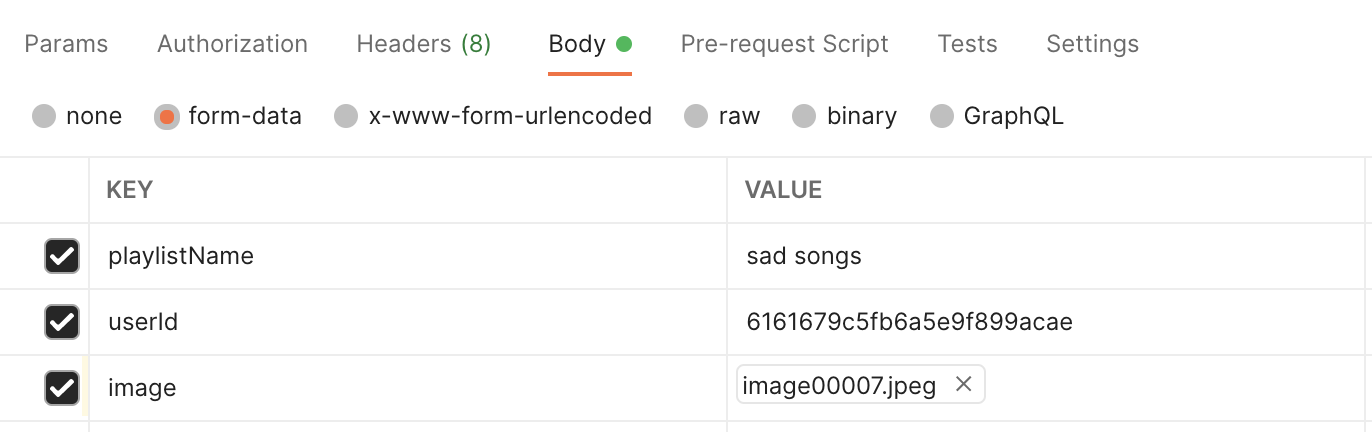 Params Authorization Headers (8) Body Pre-request Script Tests Settings
none form-data x-www-form-urlencoded raw binary GraphQL
KEY VALUE
playlistName sad songs
userId 6161679c5fb6a5e9f899acae
image image00007.jpeg